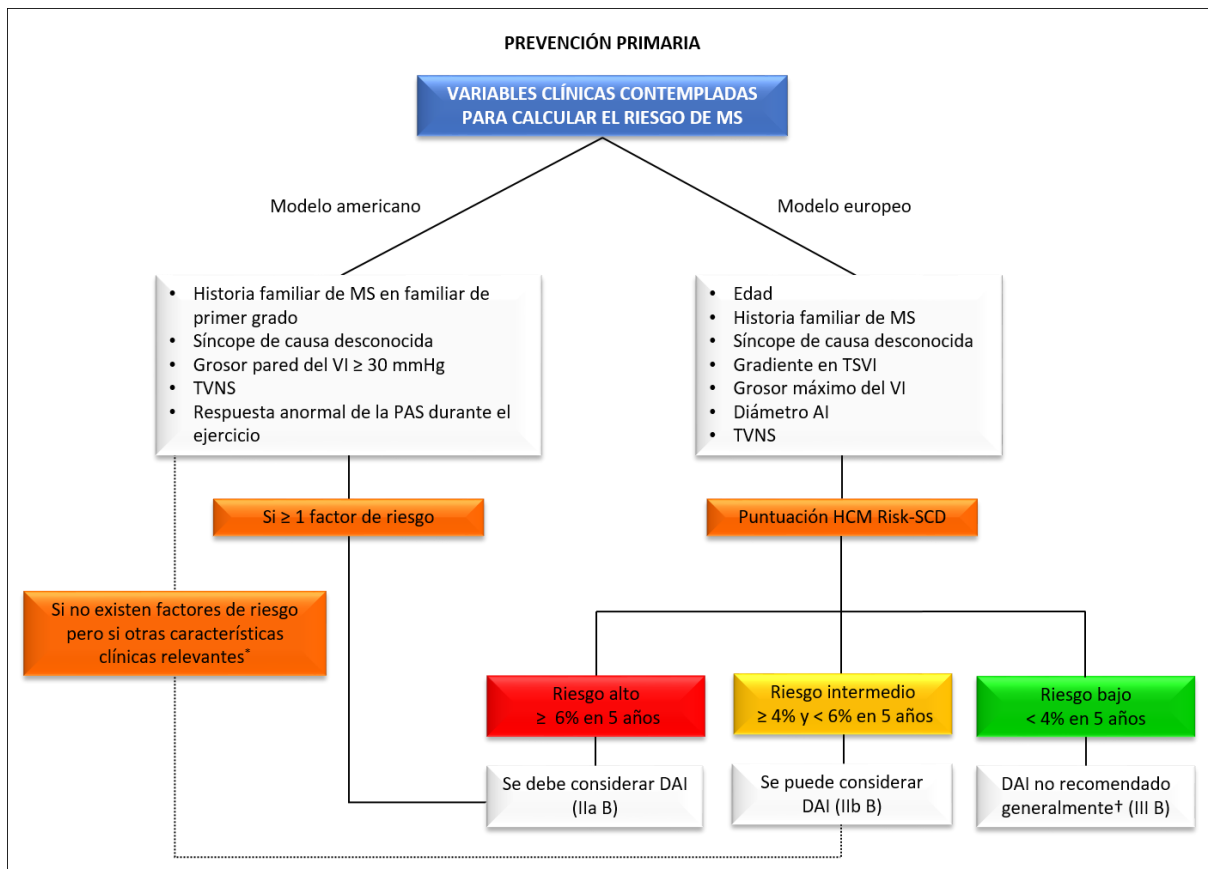 PREVENCIÓN PRIMARIA
VARIABLES CLÍNICAS CONTEMPLADAS
PARA CALCULAR EL RIESGO DE MS
Modelo americano
Modelo europeo
• Historia familiar de MS en familiar de
primer grado
• Síncope de causa desconocida
• Grosor pared del VI ≥ 30 mmHg
• TVNS
• Respuesta anormal de la PAS durante el
ejercicio
• Edad
• Historia familiar de MS
• Síncope de causa desconocida
• Gradiente en TSVI
• Grosor máximo del VI
• Diámetro AI
• TVNS
Si ≥ 1 factor de riesgo
Puntuación HCM Risk-SCD
Si no existen factores de riesgo
pero si otras características
clínicas relevantes*
Riesgo alto
≥ 6% en 5 años
Riesgo intermedio
≥ 4% y < 6% en 5 años
Riesgo bajo
< 4% en 5 años
Se debe considerar DAI
(IIa B)
Se puede considerar
DAI (IIb B)
DAI no recomendado
generalmente† (III B)